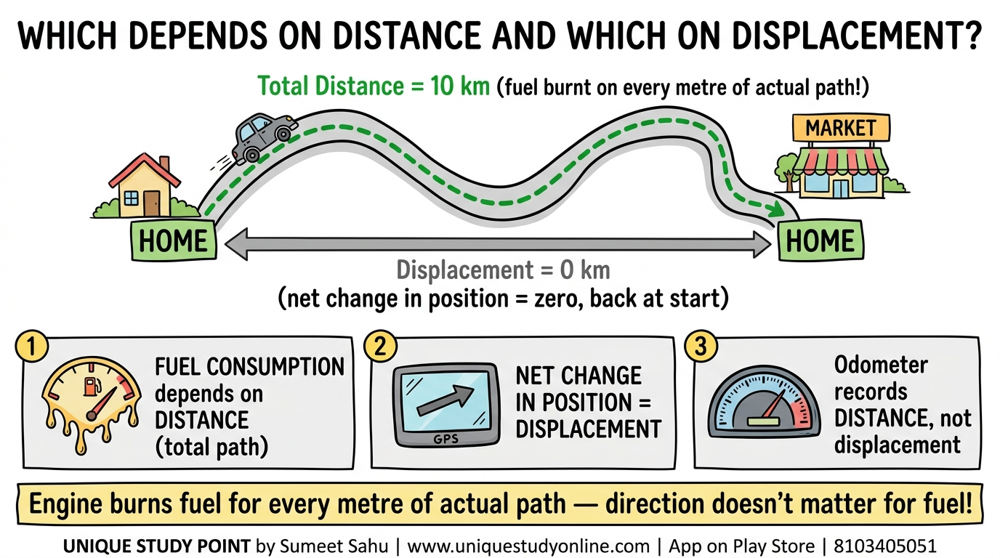 WHICH DEPENDS ON DISTANCE AND WHICH ON DISPLACEMENT?
Total Distance = 10 km (fuel burnt on every metre of actual path!)
MARKET
HOME
HOME
Displacement = 0 km
(net change in position = zero, back at start)
1
FUEL CONSUMPTION
depends on
DISTANCE
(total path)
2
GPS
NET CHANGE
IN POSITION =
DISPLACEMENT
3
Odometer
records
DISTANCE, not
displacement
Engine burns fuel for every metre of actual path — direction doesn't matter for fuel!
UNIQUE STUDY POINT by Sumeet Sahu | www.uniquestudyonline.com | App on Play Store | 8103405051